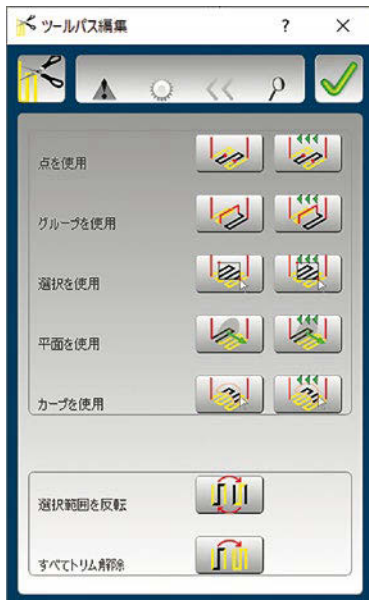 ツールパス編集 ?
点を使用
グループを使用
選択を使用
平面を使用
カーブを使用
選択範囲を反転
すべてトリム解除